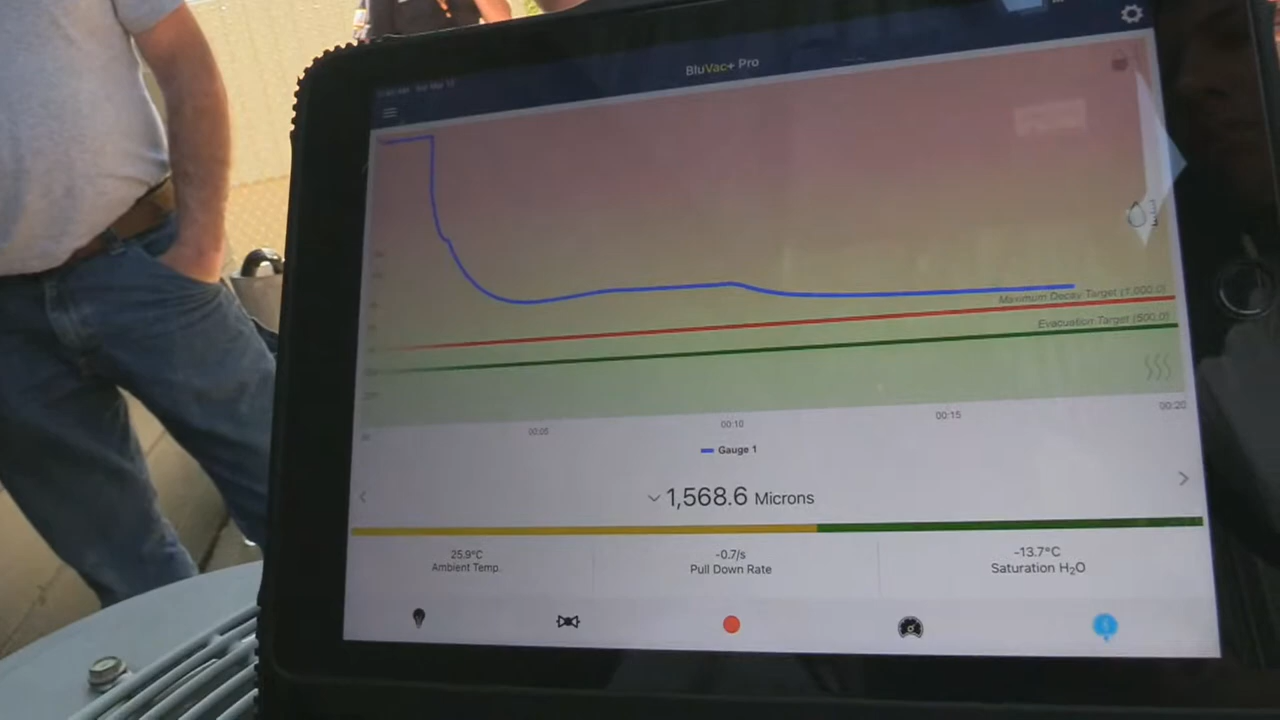 BluVac+ Pro
Maximum Decay Target (1,000.0)
Evacuation Target (500.0)
00:05
00:10
00:15
00:20
Gauge 1
1,568.6 Microns
25.9°C
Ambient Temp.
-0.7/s
Pull Down Rate
-13.7°C
Saturation H₂O